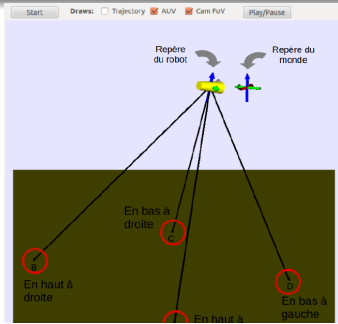 Start
Draws:
Trajectory
AUV
Cam FoV
Play/Pause
Repère
du robot
Repère du
monde
En bas à
droite
C
B
En haut à
droite
D
En bas à
gauche
En haut à